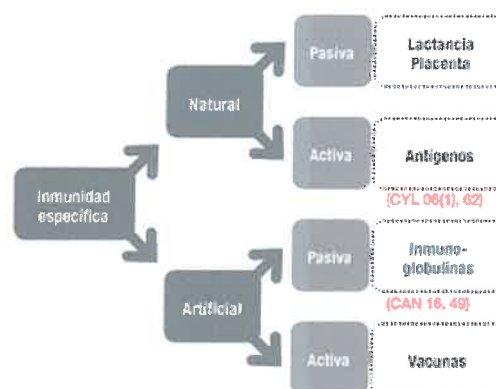 Pasiva
Lactancia
Placenta
Natural
Activa
Antígenos
(CYL 06(1), 62)
Inmunidad
específica
Pasiva
Inmuno-
globulinas
(CAN 16, 49)
Artificial
Activa
Vacunas